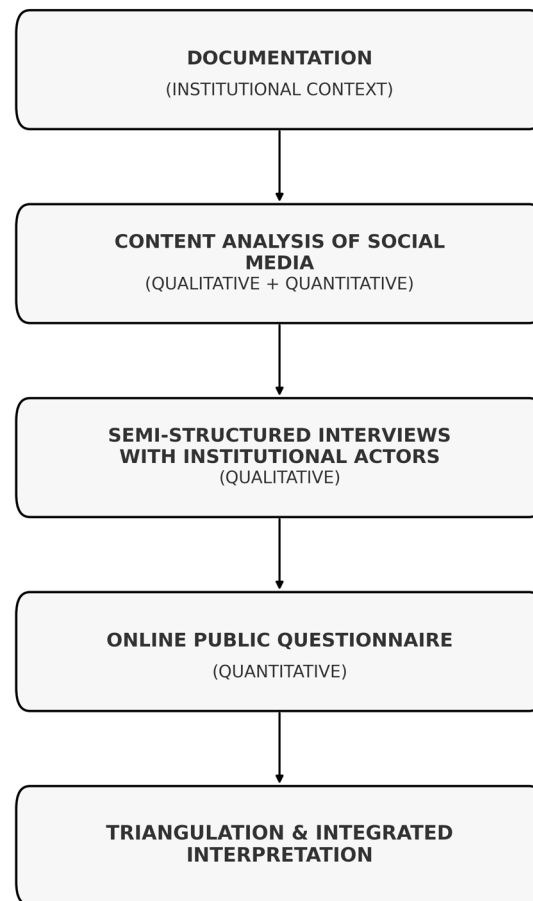 DOCUMENTATION
(INSTITUTIONAL CONTEXT)
CONTENT ANALYSIS OF SOCIAL
MEDIA
(QUALITATIVE + QUANTITATIVE)
SEMI-STRUCTURED INTERVIEWS
WITH INSTITUTIONAL ACTORS
(QUALITATIVE)
ONLINE PUBLIC QUESTIONNAIRE
(QUANTITATIVE)
TRIANGULATION & INTEGRATED
INTERPRETATION